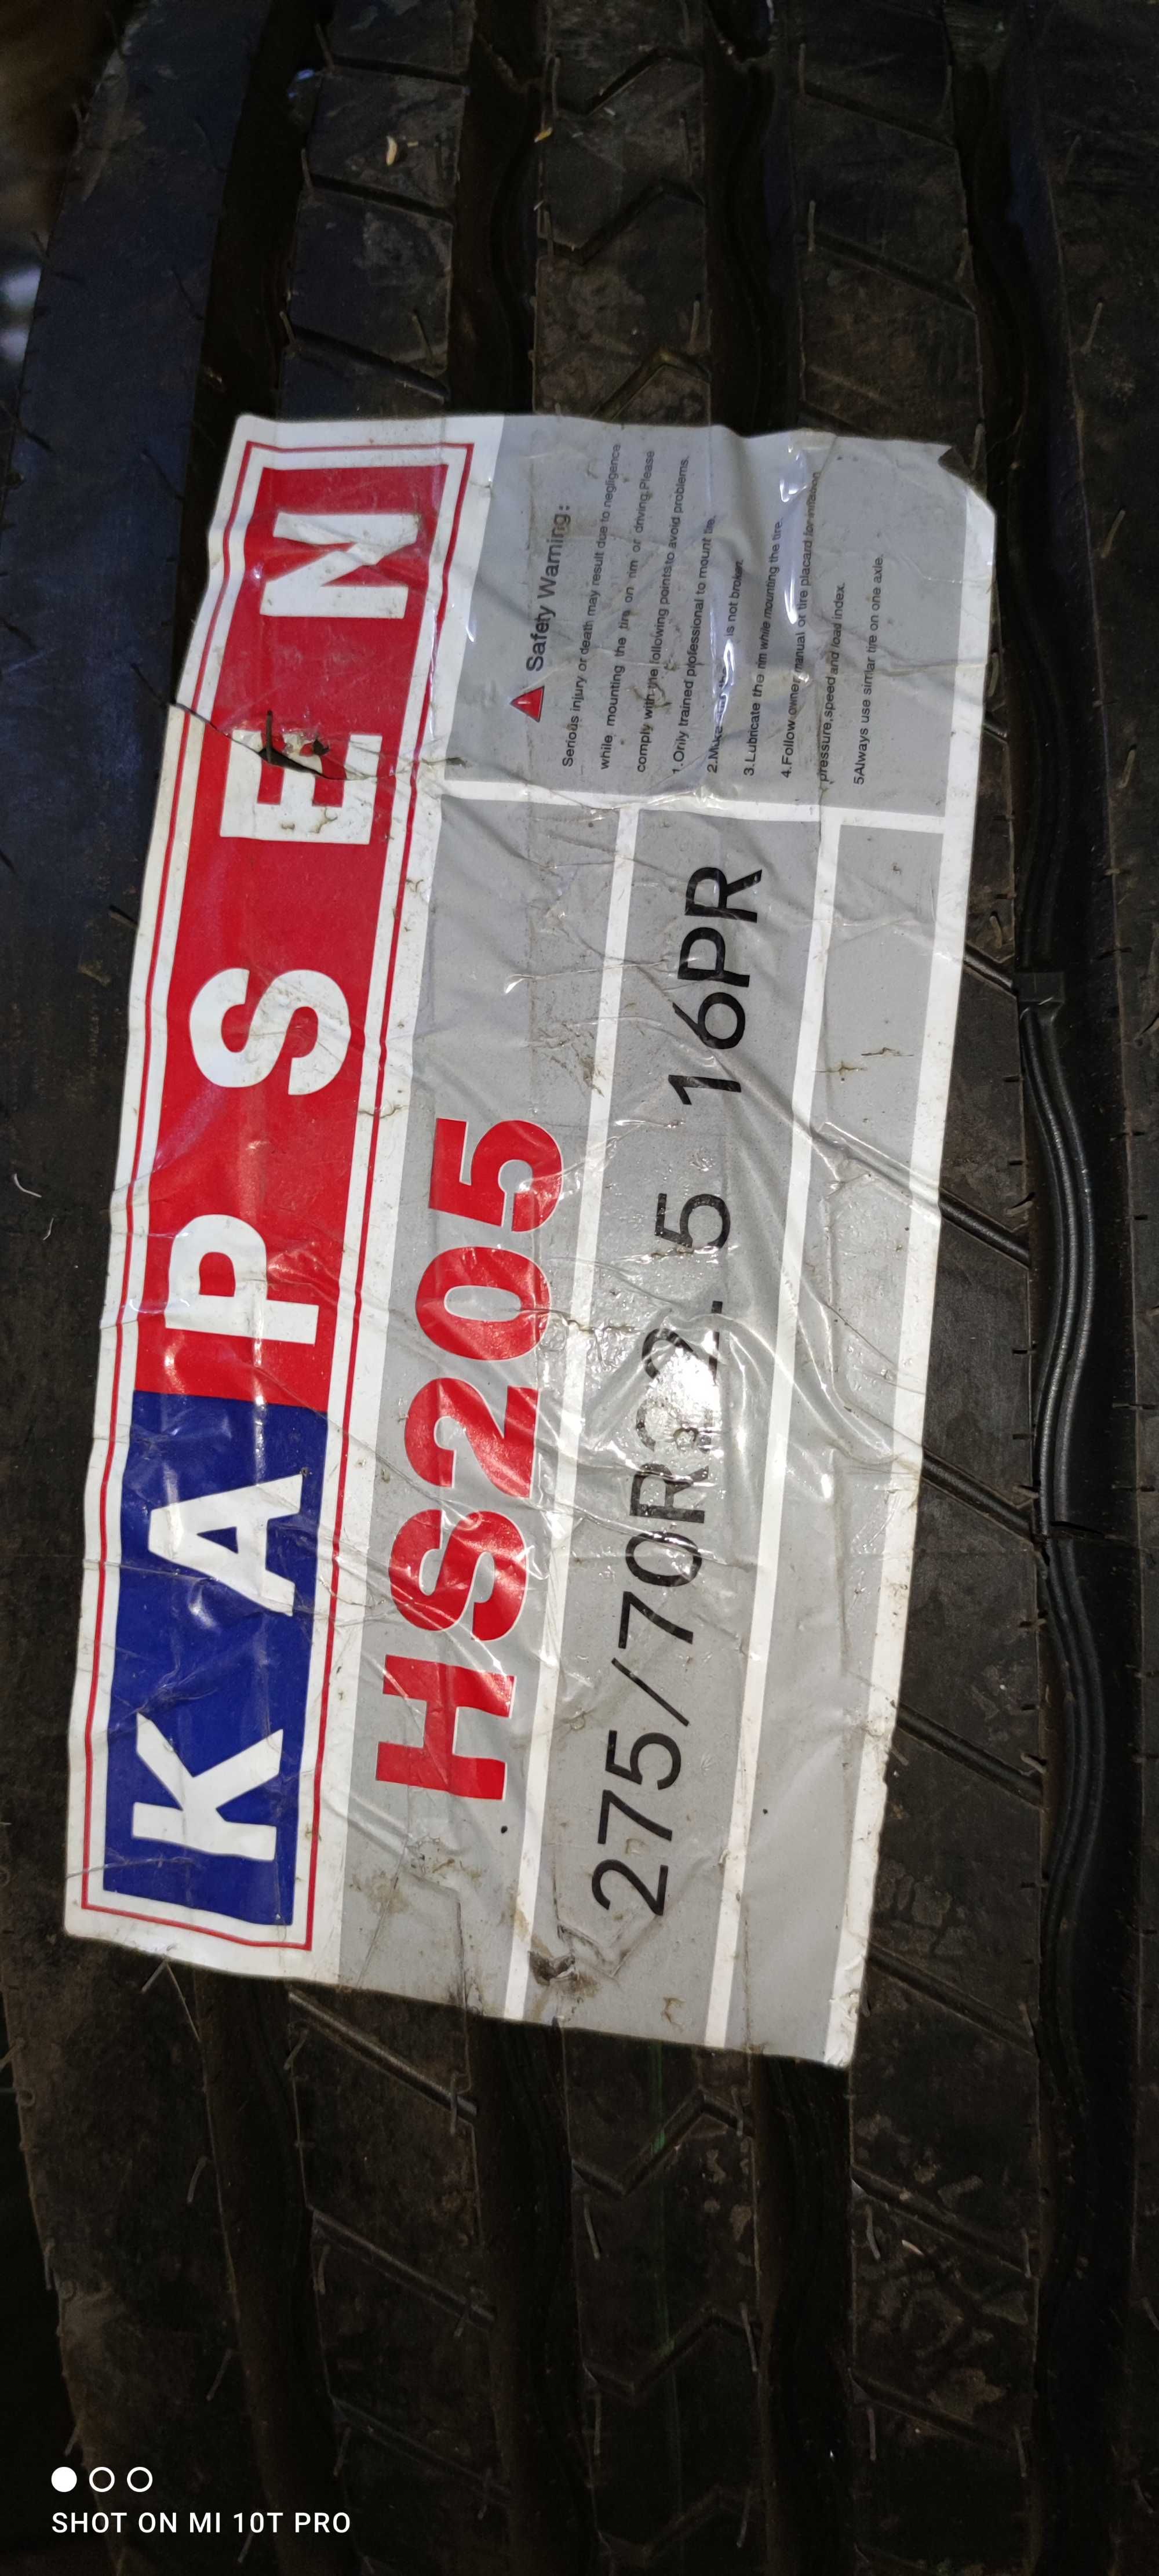 KAPSEN
HS205
275/70R22.5 16PR
Safety Warning:
Serious injury or death may result due to negligence
while mounting the tire on rim or driving.Please
comply with the following points to avoid problems.
1.Only trained professional to mount tire.
2.Make is not broken.
3.Lubricate the rim while mounting the tire.
4.Follow owner manual or tire placard for inflation
pressure,speed and load index.
5Always use simlar tire on one axle.
SHOT ON MI 10T PRO